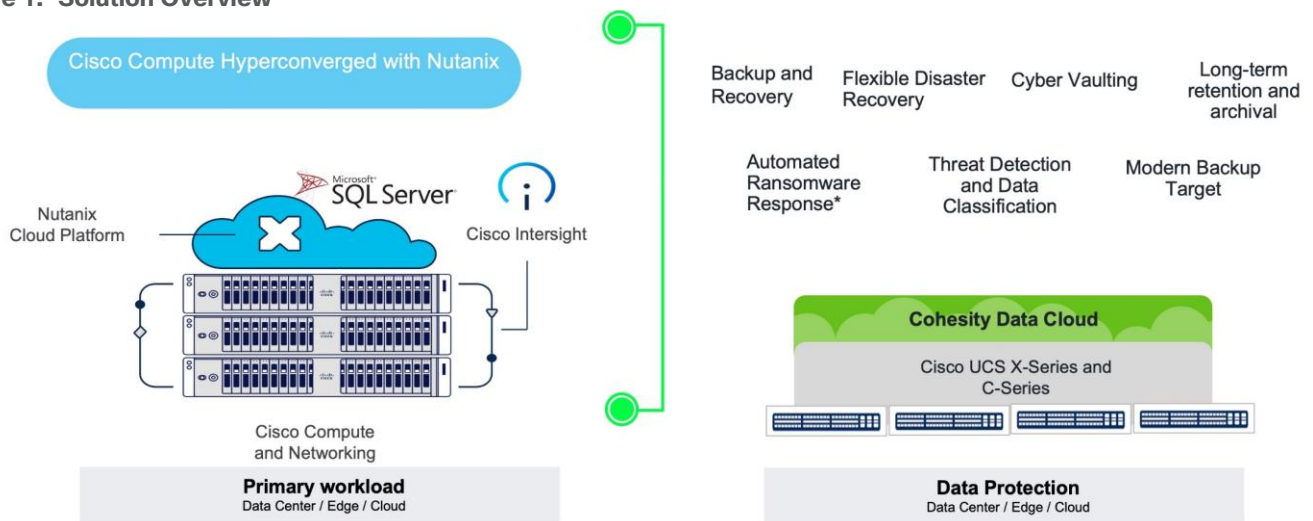 e 1: Solution Overview
Cisco Compute Hyperconverged with Nutanix
Microsoft
SQL Server
Nutanix
Cloud Platform
Cisco Intersight
Cisco Compute
and Networking
Primary workload
Data Center / Edge / Cloud
Backup and
Recovery
Flexible Disaster
Recovery
Cyber Vaulting
Long-term
retention and
archival
Automated
Ransomware
Response*
Threat Detection
and Data
Classification
Modern Backup
Target
Cohesity Data Cloud
Cisco UCS X-Series and
C-Series
Data Protection
Data Center / Edge / Cloud